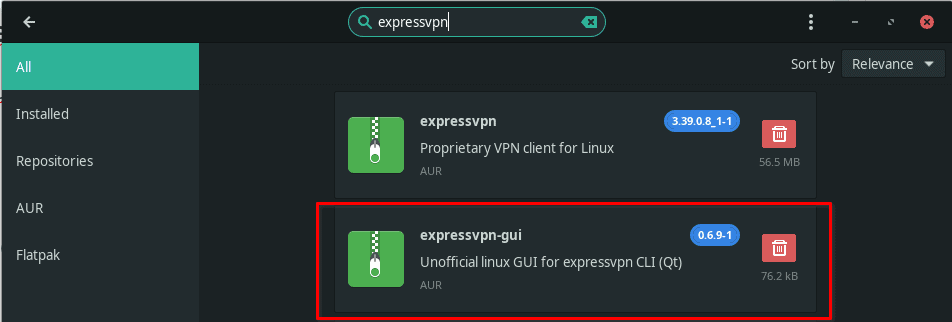 expressvpn
Sort by Relevance
All
Installed
Repositories
AUR
Flatpak
expressvpn
3.39.0.8_1-1
Proprietary VPN client for Linux
AUR
56.5 MB
expressvpn-gui
0.6.9-1
Unofficial linux GUI for expressvpn CLI (Qt)
AUR
76.2 kB